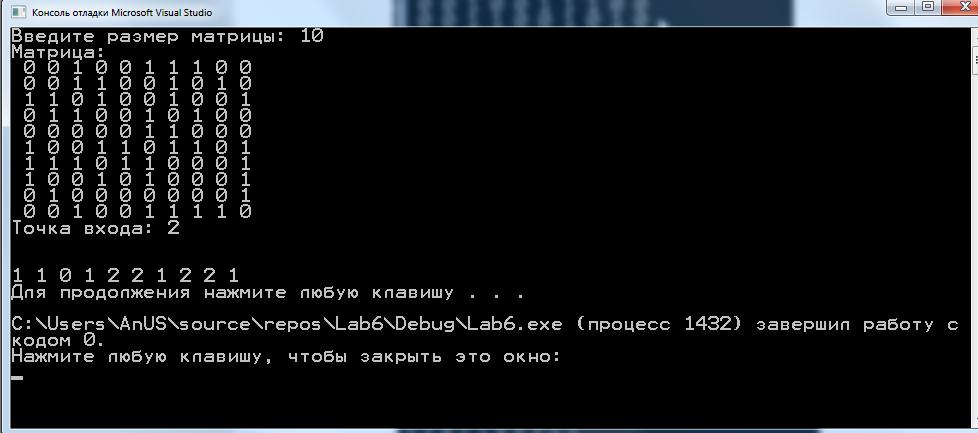 Консоль отладки Microsoft Visual Studio
Введите размер матрицы: 10
Матрица:
0 0 1 0 0 1 1 1 0 0
0 0 1 1 0 0 1 0 1 0
1 1 0 1 0 0 1 0 0 1
0 1 1 0 0 1 0 1 0 0
0 0 0 0 0 1 1 0 0 0
1 0 0 1 1 0 1 1 0 1
1 1 1 0 1 1 0 0 0 1
1 0 0 1 0 1 0 0 0 1
0 1 0 0 0 0 0 0 0 1
0 0 1 0 0 1 1 1 1 0
Точка входа: 2
1 1 0 1 2 2 1 2 2 1
Для продолжения нажмите любую клавишу . . .
C:\Users\AnUS\source\repos\Lab6\Debug\Lab6.exe (процесс 1432) завершил работу с
кодом 0.
Нажмите любую клавишу, чтобы закрыть это окно: